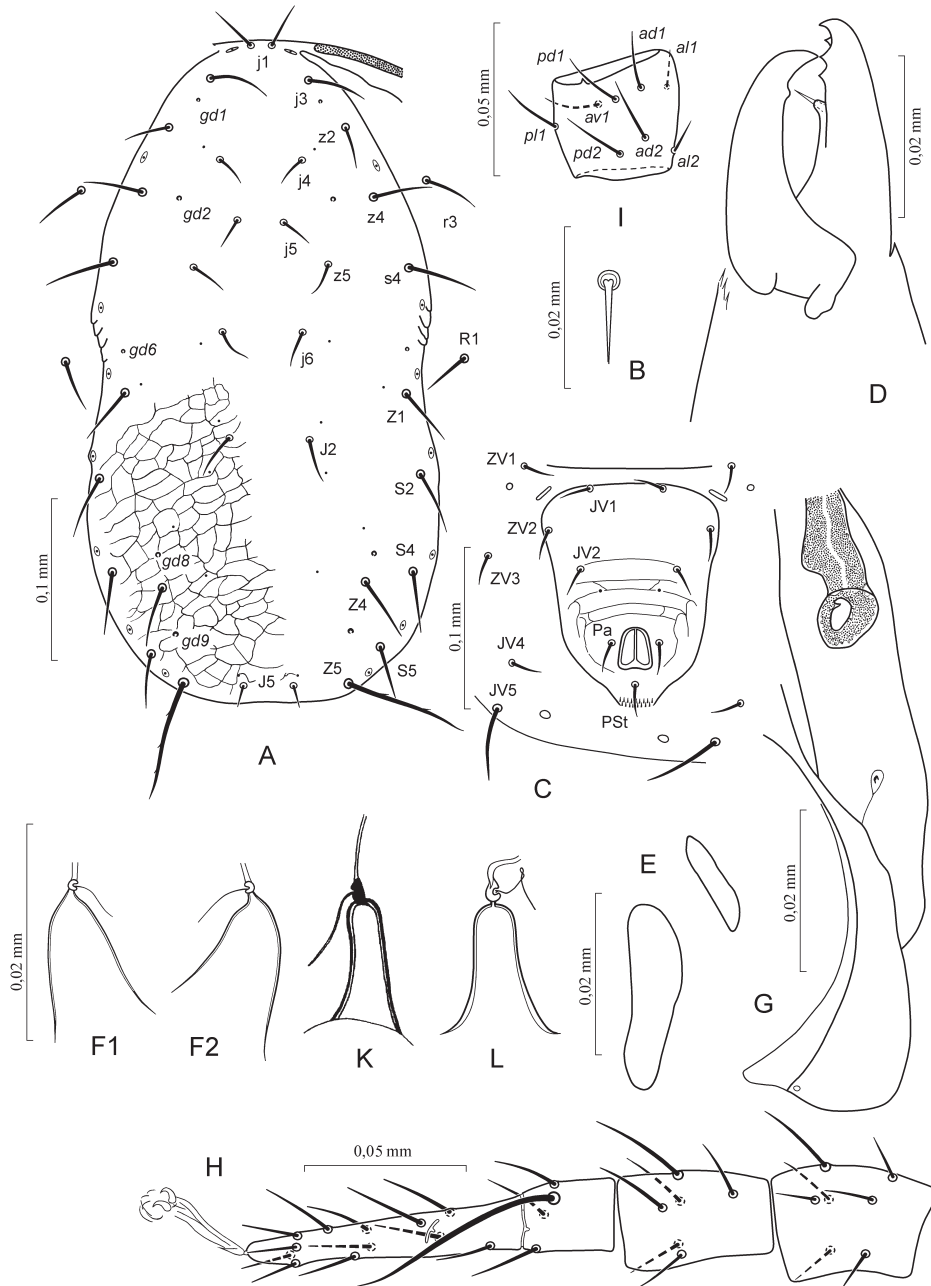 j1
j3
gd1
z2
j4
gd2
z4
r3
j5
z5
s4
j6
gd6
R1
Z1
J2
S2
0,1 mm
gd8
S4
Z4
gd9
J5
Z5
S5
A
0,05 mm
pd1
ad1
al1
av1
pl1
pd2
ad2
al2
I
0,02 mm
B
0,02 mm
D
ZV1
JV1
ZV2
JV2
ZV3
0,1 mm
Pa
JV4
JV5
PSt
C
0,02 mm
F1
F2
K
L
E
0,02 mm
0,02 mm
G
H
0,05 mm